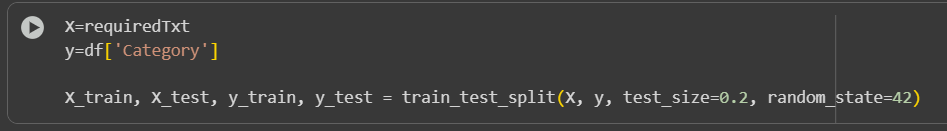 X=requiredTxt
y=df['Category']
X_train, X_test, y_train, y_test = train_test_split(X, y, test_size=0.2, random_state=42)